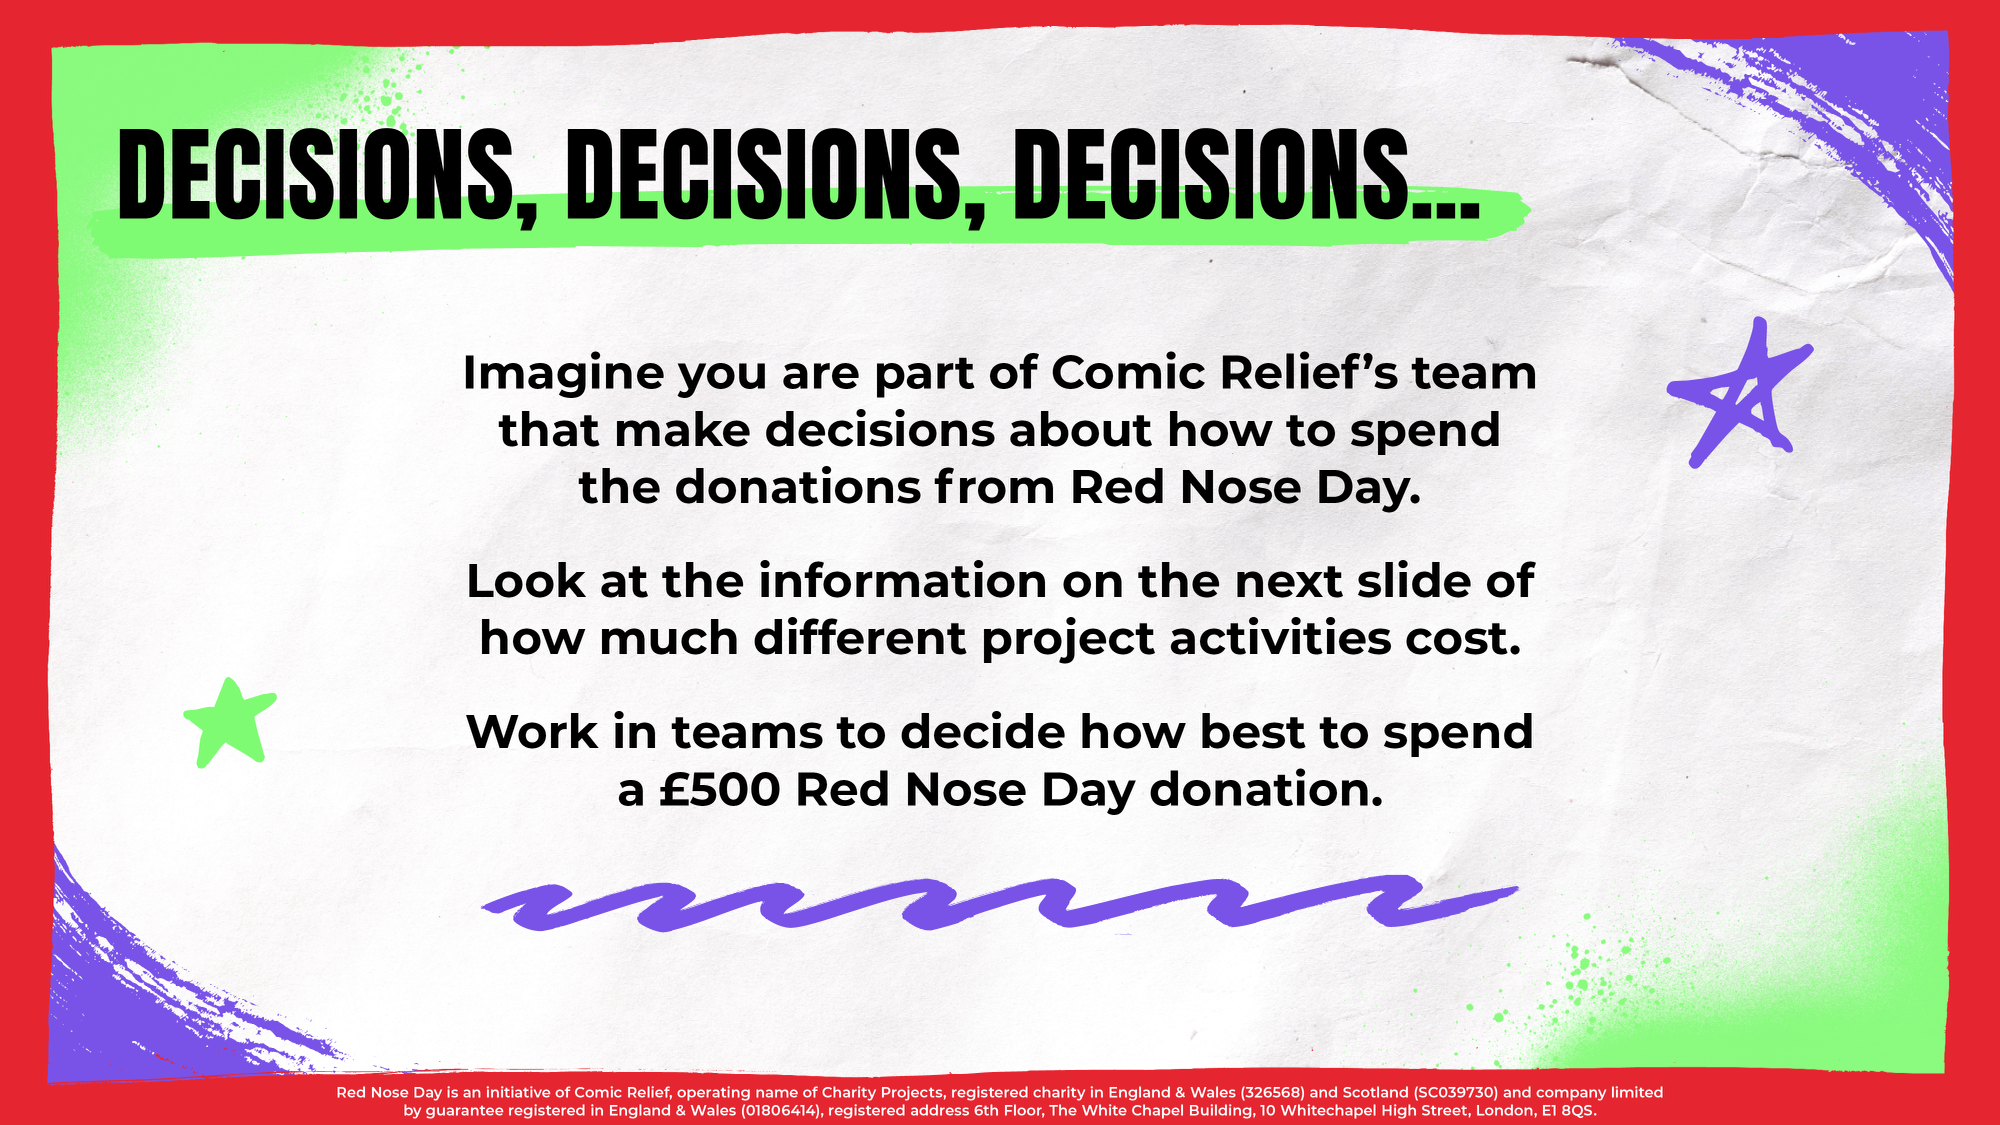 DECISIONS, DECISIONS, DECISIONS...
Imagine you are part of Comic Relief’s team
that make decisions about how to spend
the donations from Red Nose Day.
Look at the information on the next slide of
how much different project activities cost.
Work in teams to decide how best to spend
a £500 Red Nose Day donation.
Red Nose Day is an initiative of Comic Relief, operating name of Charity Projects, registered charity in England & Wales (326568) and Scotland (SC039730) and company limited
by guarantee registered in England & Wales (01806414), registered address 6th Floor, The White Chapel Building, 10 Whitechapel High Street, London, E1 8QS.